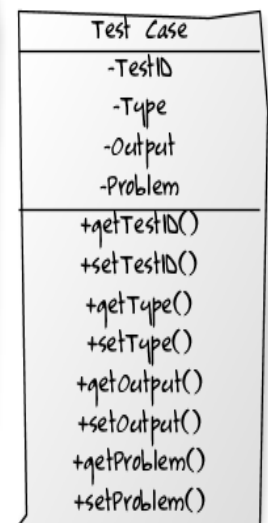 Test Case
-TestID
-Type
-Output
-Problem
+getTestID()
+setTestID()
+getType()
+setType()
+getOutput()
+setOutput()
+getProblem()
+setProblem()